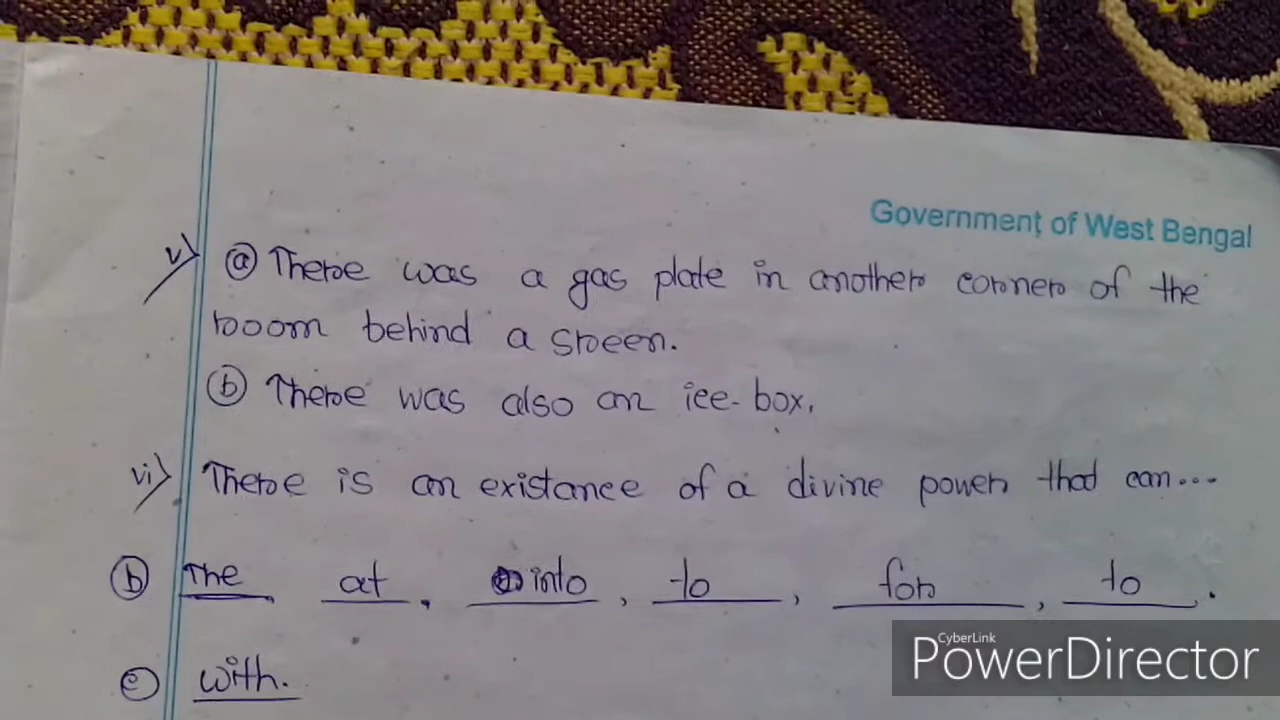 Government of West Bengal
v) (a) There was a gas plate in another corner of the
room behind a sreen.
(b) There was also an ice-box.
vi) There is an existance of a divine power that can...
(b) The at, into, to, for, to.
(c) with.
CyberLink
PowerDirector